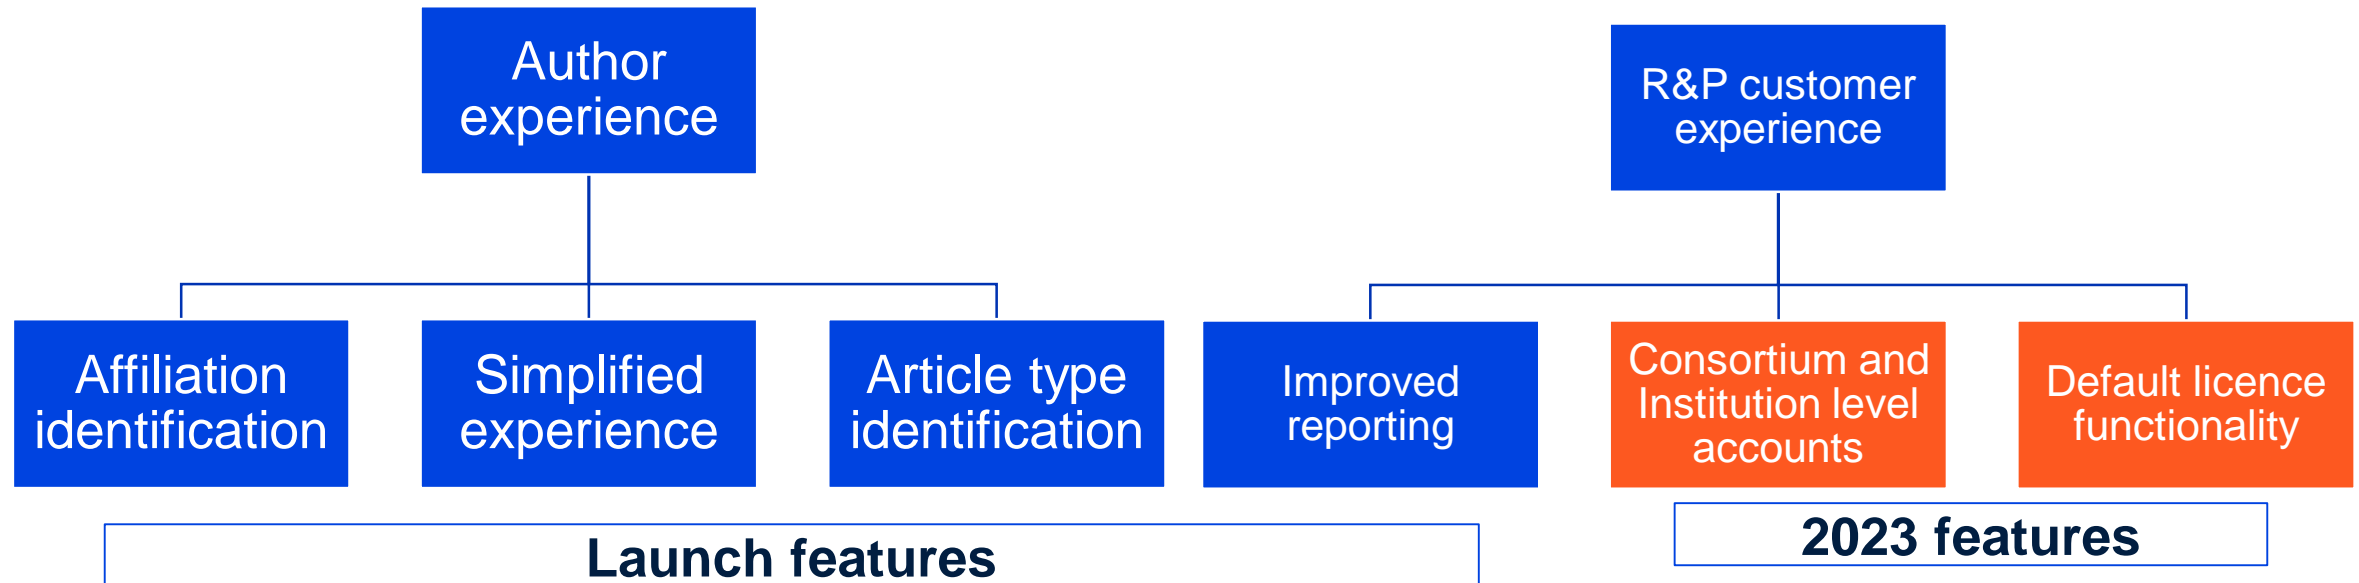 Author
experience
R&P customer
experience
Affiliation
identification
Simplified
experience
Article type
identification
Improved
reporting
Consortium and
Institution level
accounts
Default licence
functionality
Launch features
2023 features